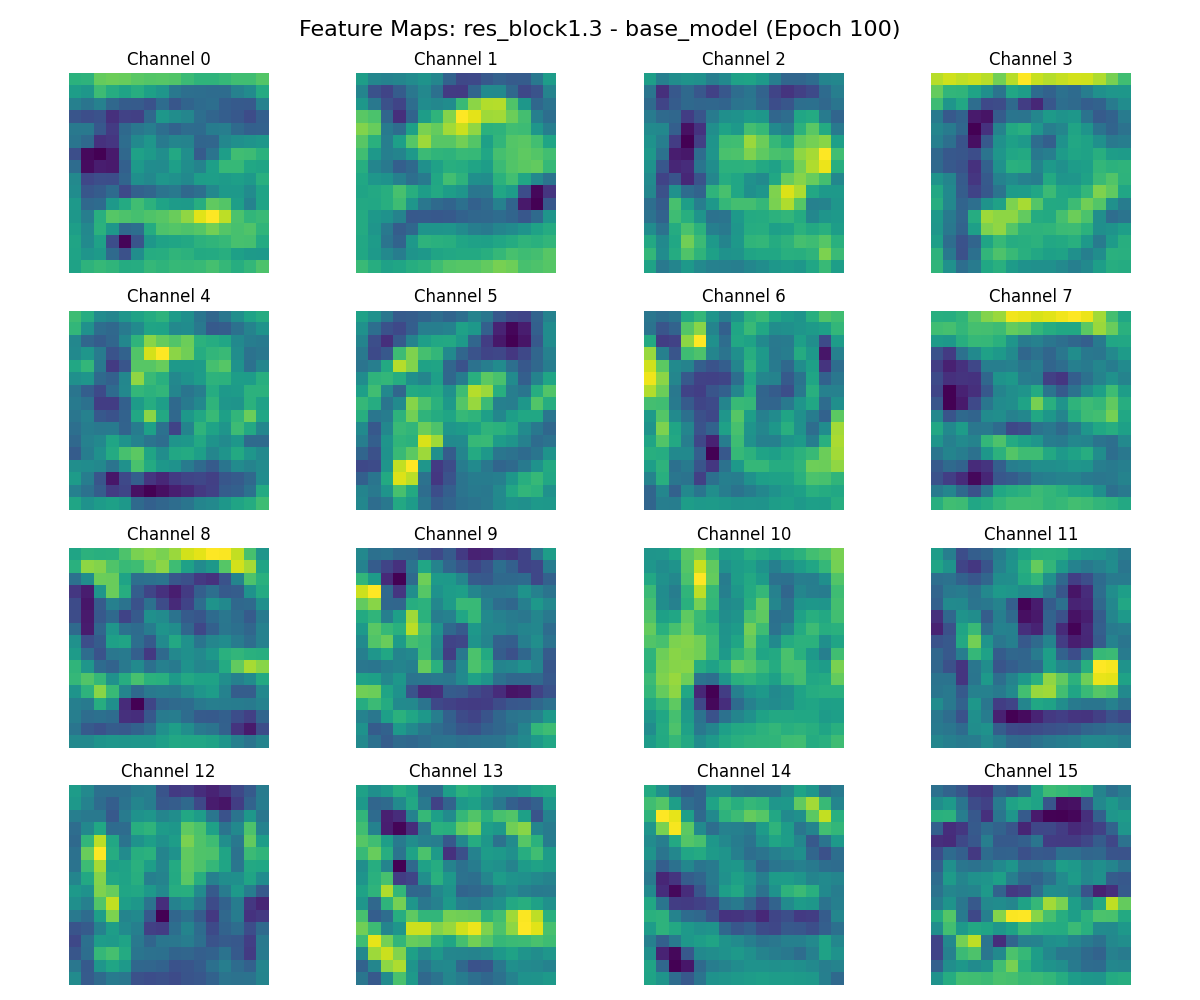 Feature Maps: res_block1.3 - base_model (Epoch 100)
Channel 0
Channel 1
Channel 2
Channel 3
Channel 4
Channel 5
Channel 6
Channel 7
Channel 8
Channel 9
Channel 10
Channel 11
Channel 12
Channel 13
Channel 14
Channel 15